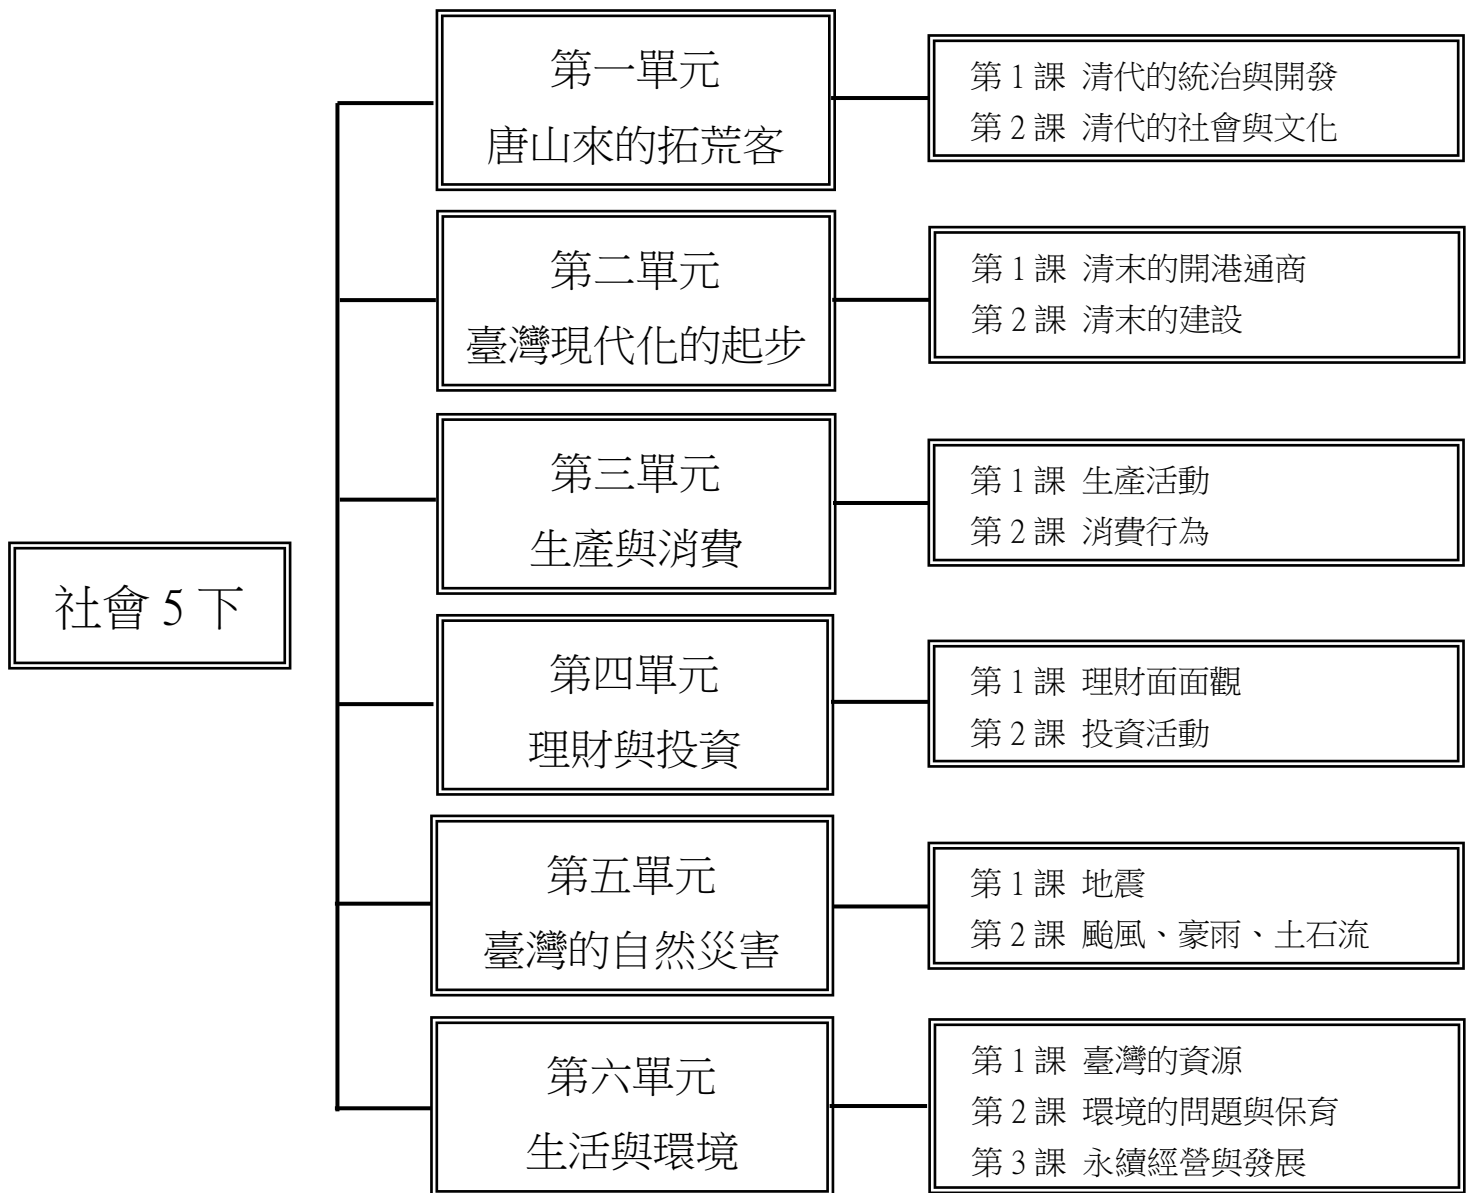 社會 5 下
第一單元
唐山來的拓荒客
第 1 課 清代的統治與開發
第 2 課 清代的社會與文化
第二單元
臺灣現代化的起步
第 1 課 清末的開港通商
第 2 課 清末的建設
第三單元
生產與消費
第 1 課 生產活動
第 2 課 消費行為
第四單元
理財與投資
第 1 課 理財面面觀
第 2 課 投資活動
第五單元
臺灣的自然災害
第 1 課 地震
第 2 課 颱風、豪雨、土石流
第六單元
生活與環境
第 1 課 臺灣的資源
第 2 課 環境的問題與保育
第 3 課 永續經營與發展